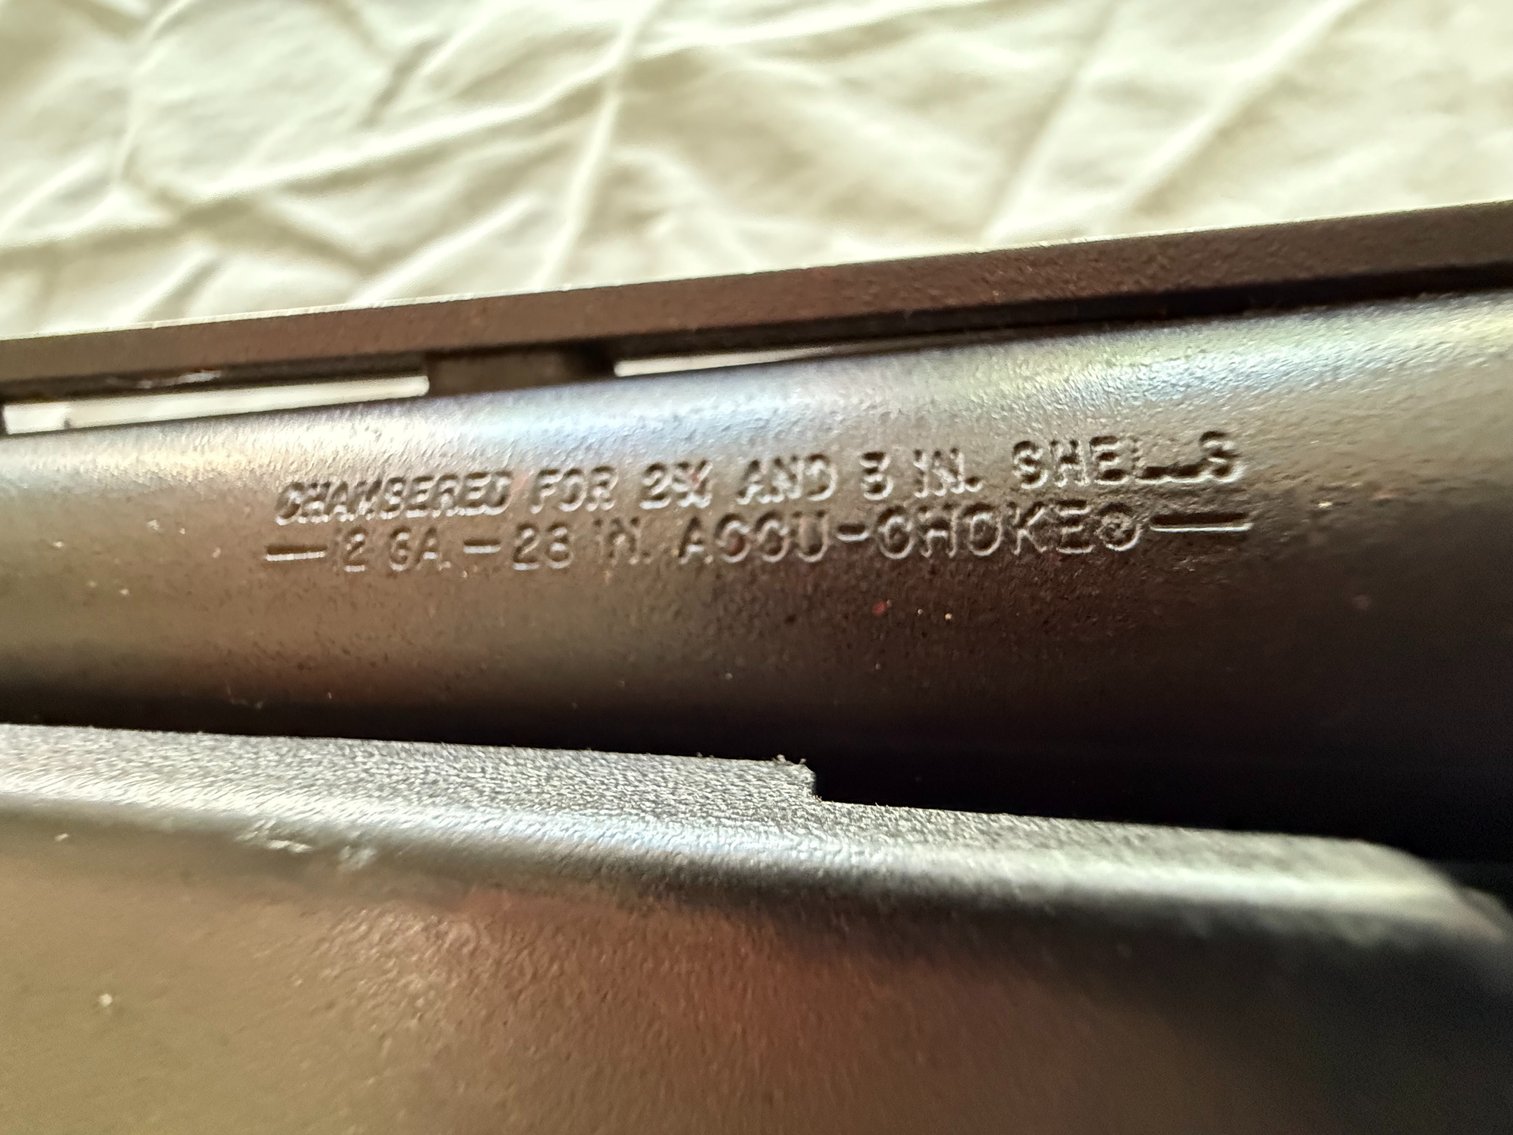 CHAMBERED FOR 2¾ AND 3 IN. SHELLS
—12 GA. —28 IN. ACCU-CHOKE®—